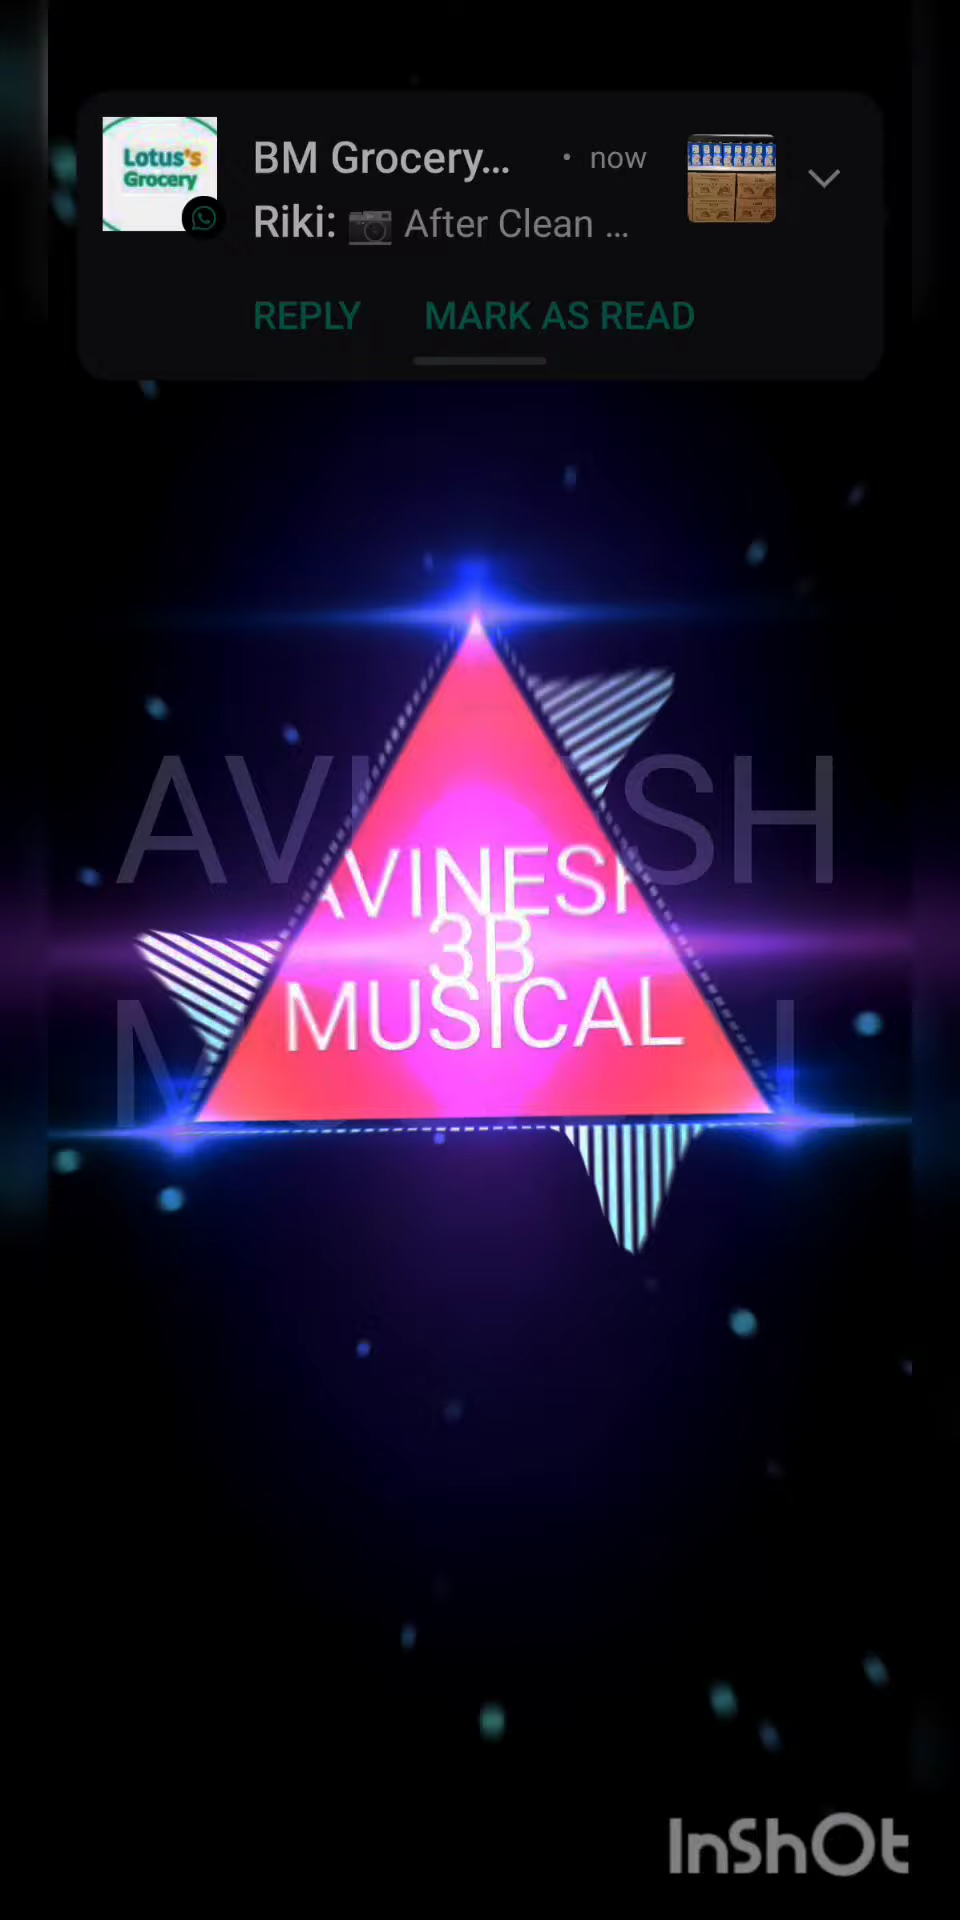 Lotus's
Grocery
BM Grocery... • now
Riki: 📷 After Clean ...
REPLY MARK AS READ
AVINESH
3B
MUSICAL
InShOt